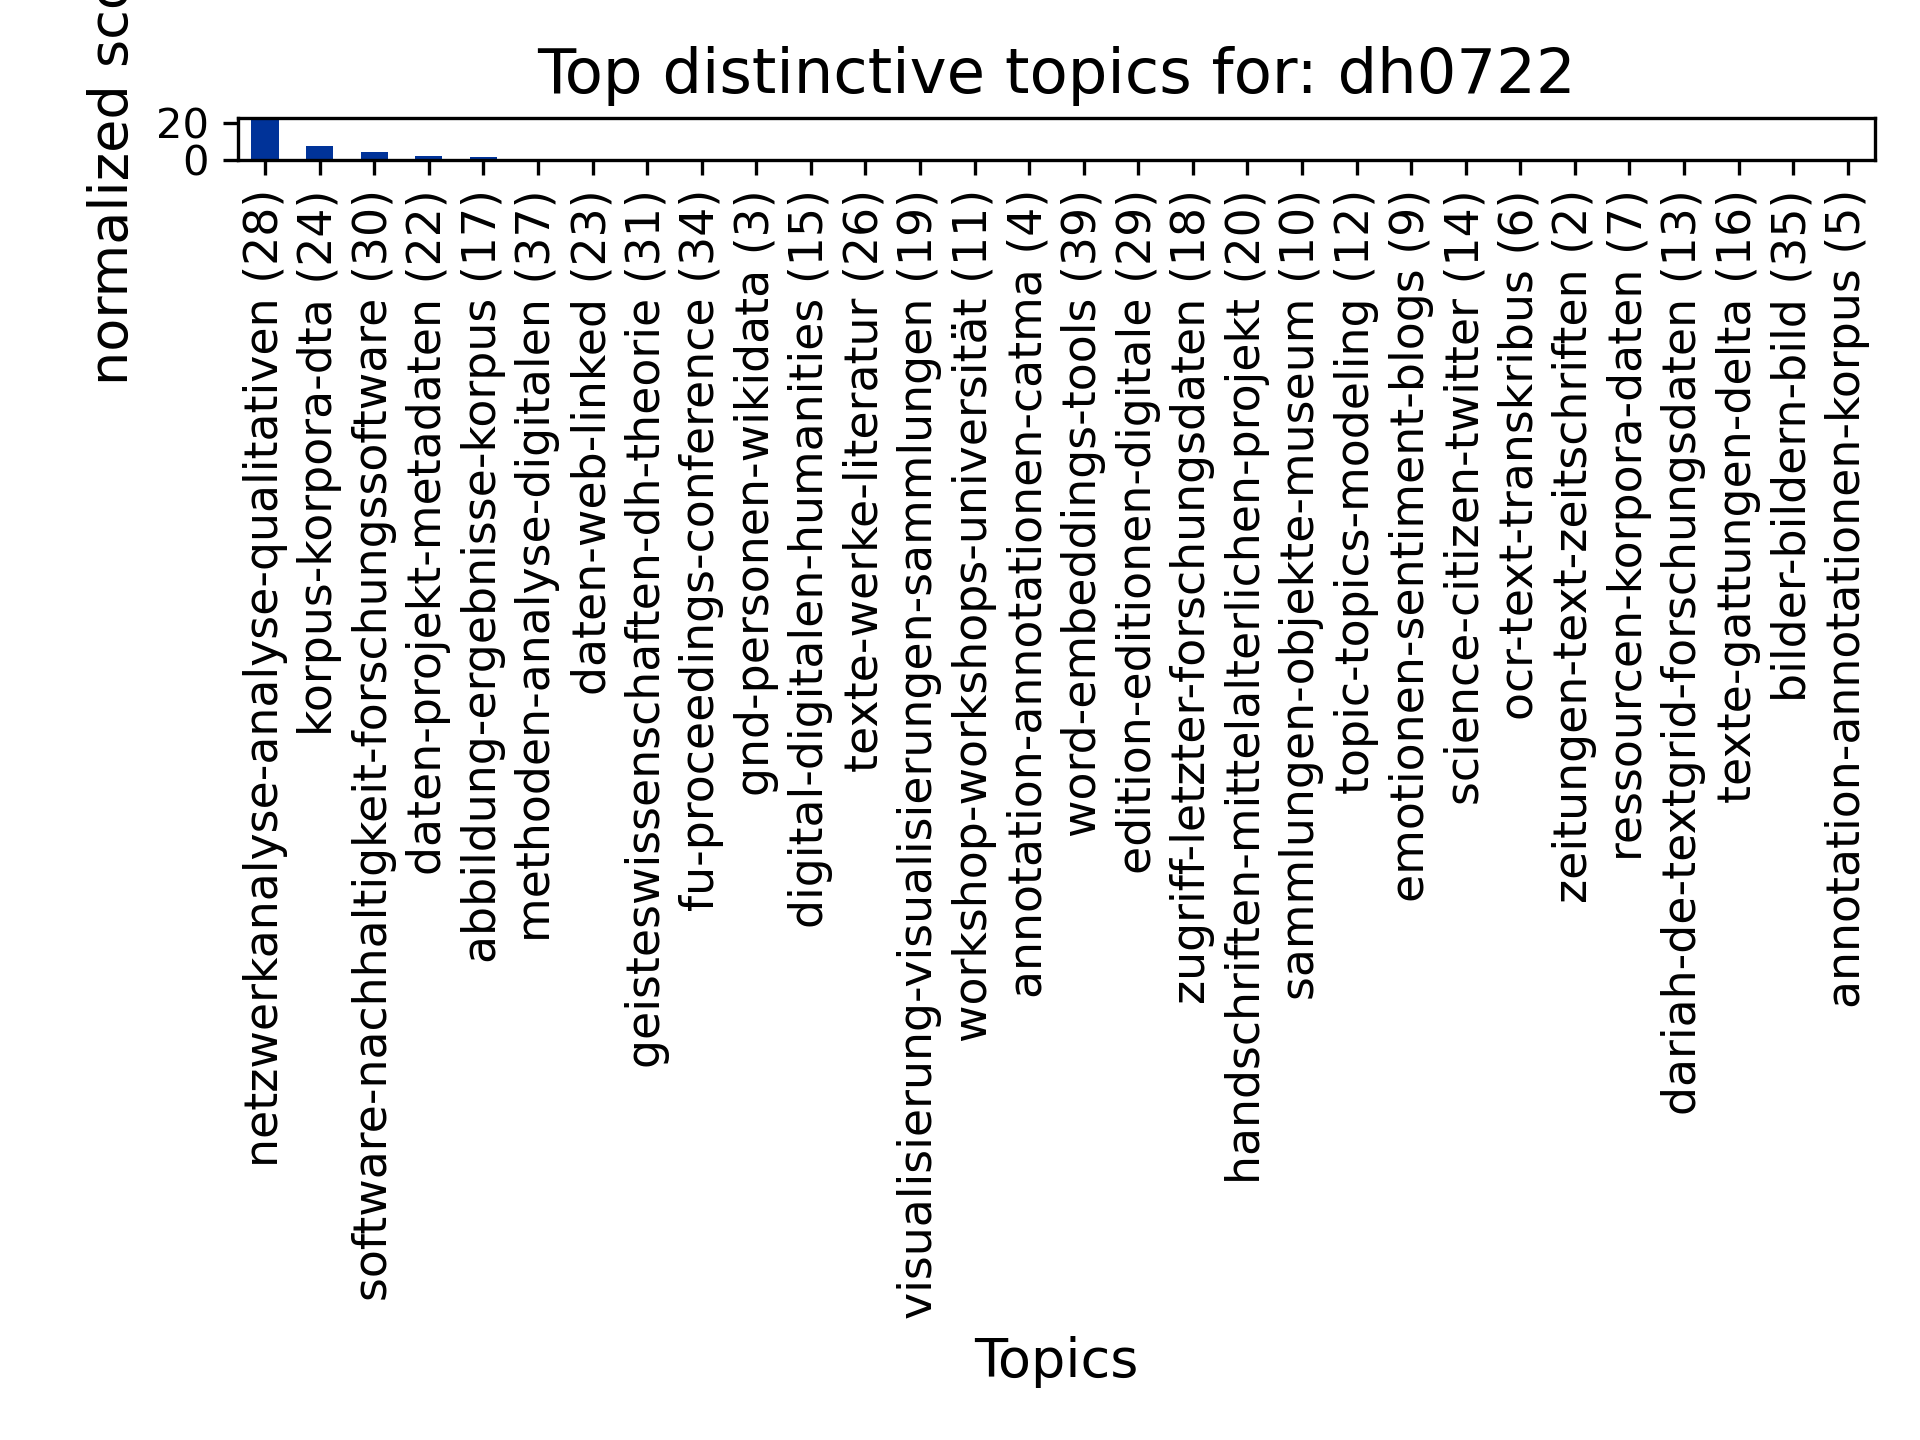 Top distinctive topics for: dh0722
normalized sco
20
0
netzwerkanalyse-analyse-qualitativen (28)
korpus-korpora-dta (24)
software-nachhaltigkeit-forschungssoftware (30)
daten-projekt-metadaten (22)
abbildung-ergebnisse-korpus (17)
methoden-analyse-digitalen (37)
daten-web-linked (23)
geisteswissenschaften-dh-theorie (31)
fu-proceedings-conference (34)
gnd-personen-wikidata (3)
digital-digitalen-humanities (15)
texte-werke-literatur (26)
visualisierung-visualisierungen-sammlungen (19)
workshop-workshops-universität (11)
annotation-annotationen-catma (4)
word-embeddings-tools (39)
edition-editionen-digitale (29)
zugriff-letzter-forschungsdaten (18)
handschriften-mittelalterlichen-projekt (20)
sammlungen-objekte-museum (10)
topic-topics-modeling (12)
emotionen-sentiment-blogs (9)
science-citizen-twitter (14)
ocr-text-transkribus (6)
zeitungen-text-zeitschriften (2)
ressourcen-korpora-daten (7)
dariah-de-textgrid-forschungsdaten (13)
texte-gattungen-delta (16)
bilder-bildern-bild (35)
annotation-annotationen-korpus (5)
Topics